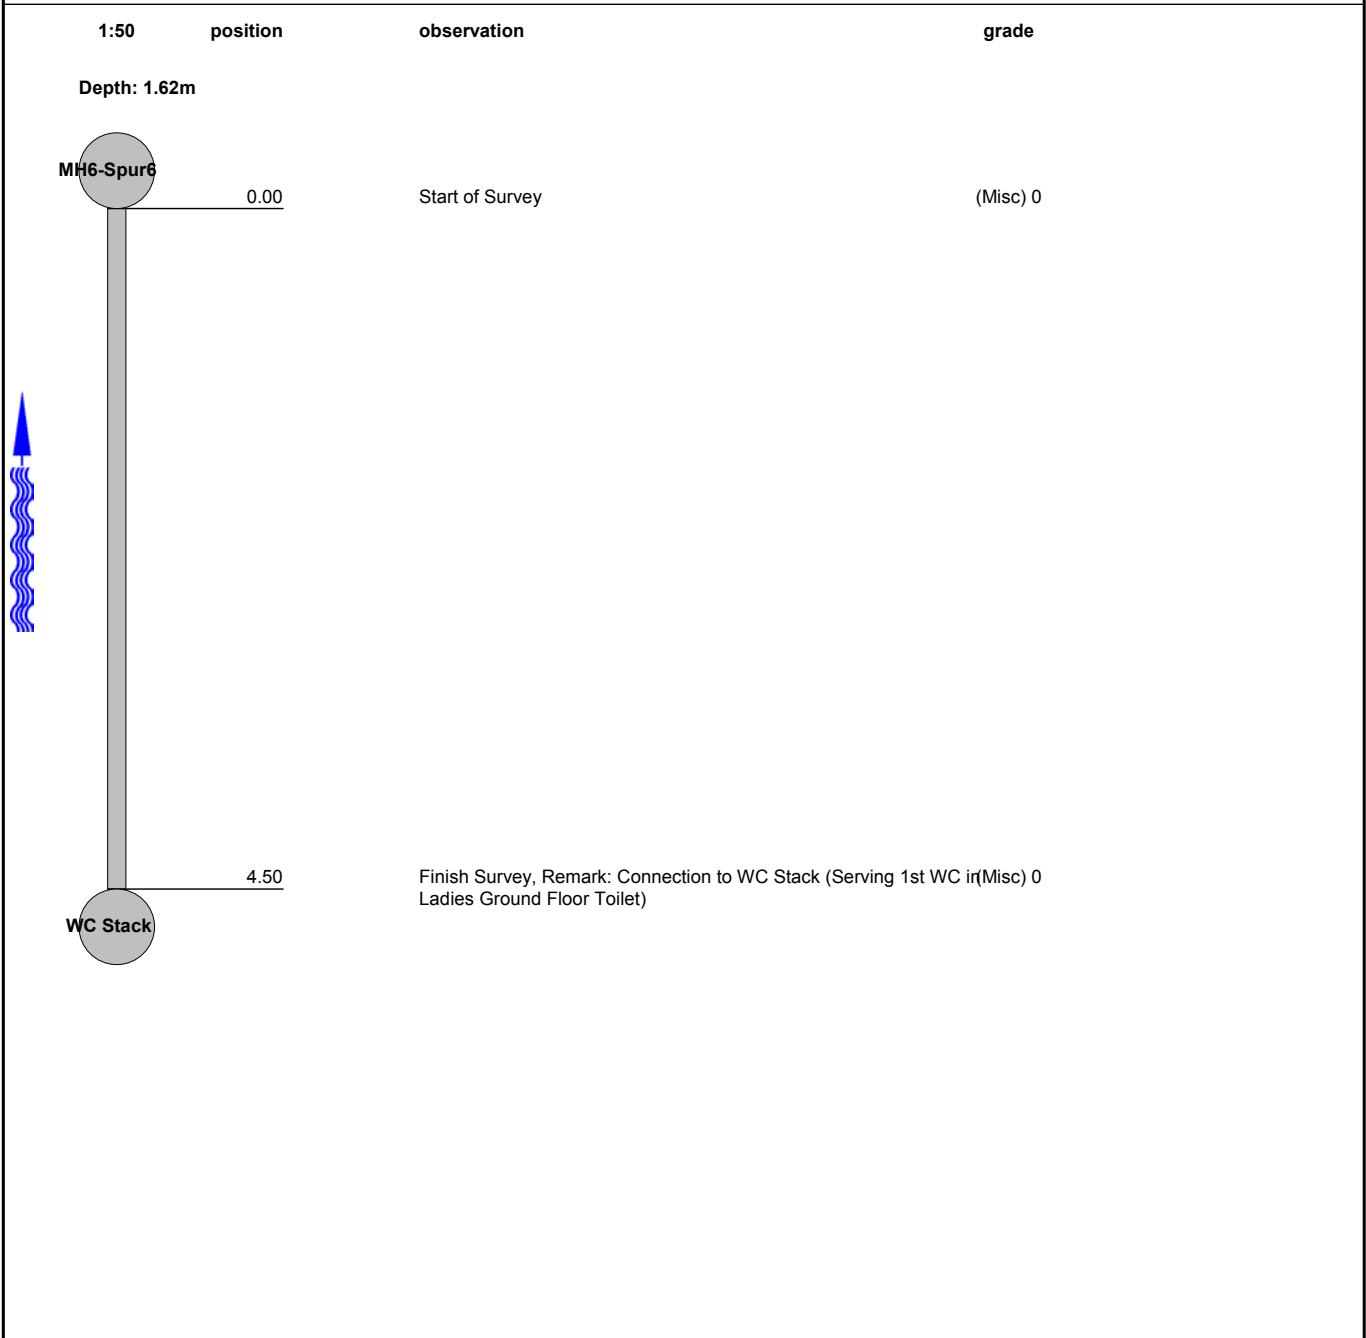 1:50 position observation grade
Depth: 1.62m
MH6-Spur6
0.00 Start of Survey (Misc) 0
4.50 Finish Survey, Remark: Connection to WC Stack (Serving 1st WC in(Misc) 0
Ladies Ground Floor Toilet)
WC Stack